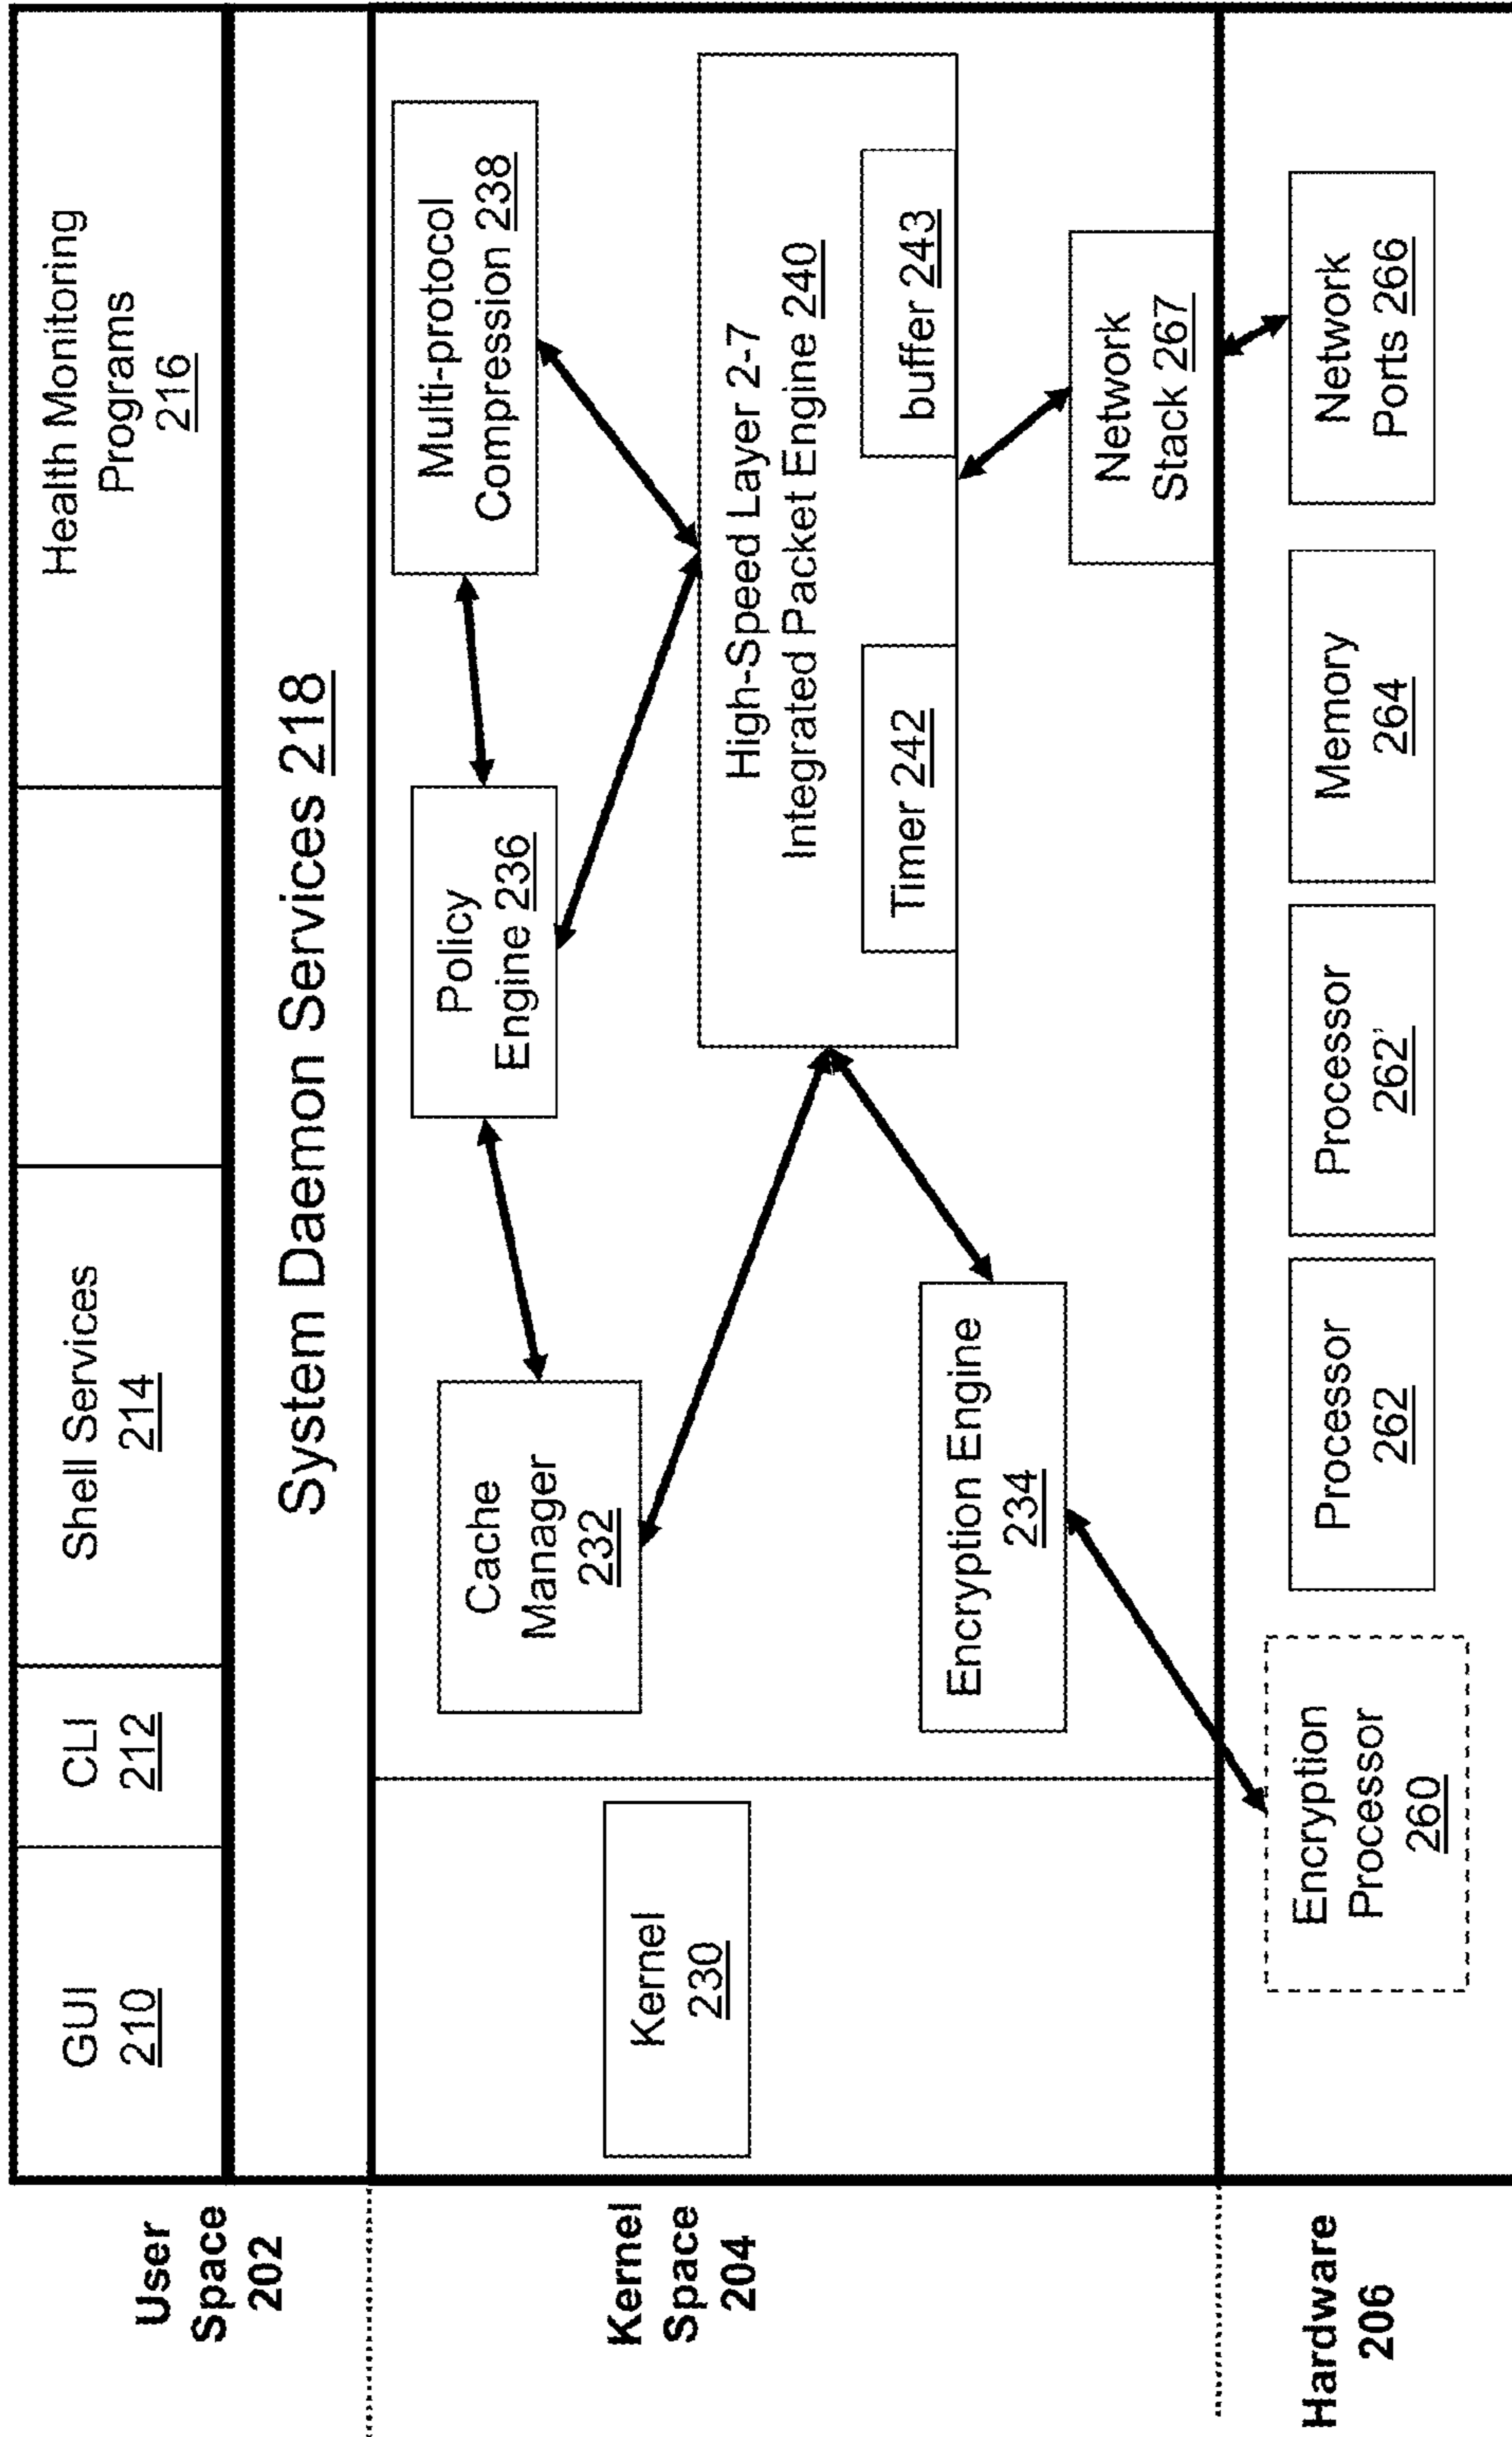 User
Space
202
GUI
210
CLI
212
Shell Services
214
Health Monitoring
Programs
216
System Daemon Services 218
Kernel
Space
204
Kernel
230
Cache
Manager
232
Policy
Engine 236
Multi-protocol
Compression 238
High-Speed Layer 2-7
Integrated Packet Engine 240
Timer 242
buffer 243
Encryption Engine
234
Network
Stack 267
Hardware
206
Encryption
Processor
260
Processor
262
Processor
262'
Memory
264
Network
Ports 266